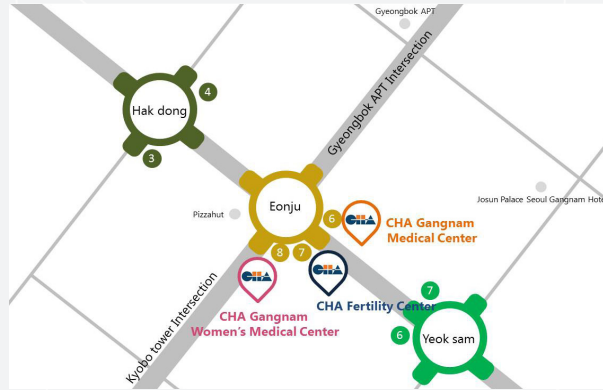 Gyeongbok APT
4
Hak dong
3
Gyeongbok APT Intersection
Josun Palace Seoul Gangnam Hote
Eonju
Pizzahut
6
CHA
CHA Gangnam
Medical Center
8
7
CHA
CHA
CHA Fertility Center
CHA Gangnam
Women's Medical Center
Kyobo tower Intersection
7
6
Yeok sam